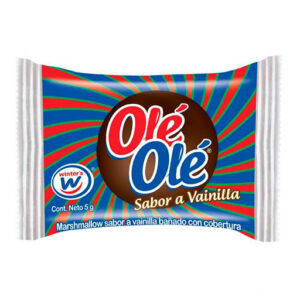 Olé
Olé®
Sabor a Vainilla
winter's
W
Cont. Neto 5 g
Marshmallow sabor a vainilla bañado con cobertura